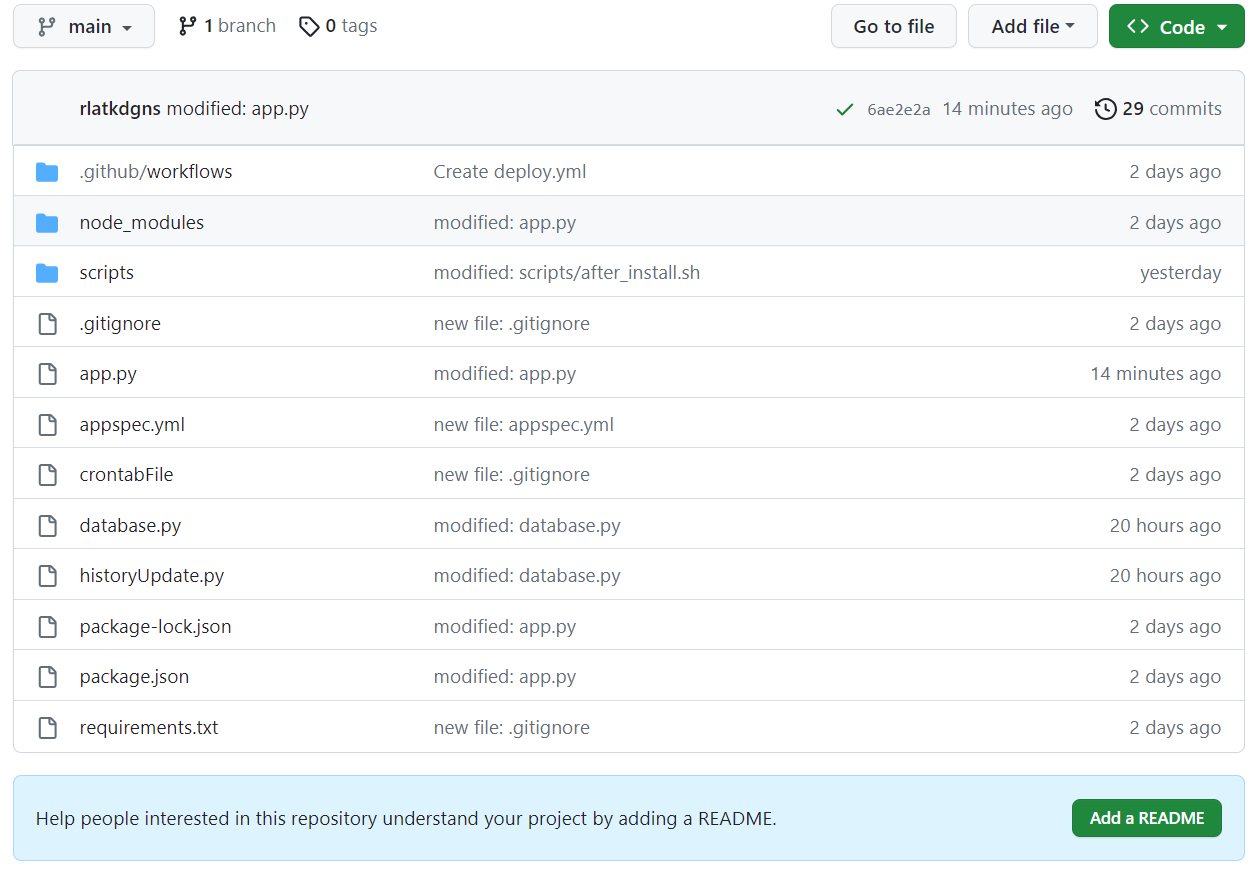 main 1 branch 0 tags Go to file Add file Code
rlatkdgns modified: app.py 6ae2e2a 14 minutes ago 29 commits
.github/workflows Create deploy.yml 2 days ago
node_modules modified: app.py 2 days ago
scripts modified: scripts/after_install.sh yesterday
.gitignore new file: .gitignore 2 days ago
app.py modified: app.py 14 minutes ago
appspec.yml new file: appspec.yml 2 days ago
crontabFile new file: .gitignore 2 days ago
database.py modified: database.py 20 hours ago
historyUpdate.py modified: database.py 20 hours ago
package-lock.json modified: app.py 2 days ago
package.json modified: app.py 2 days ago
requirements.txt new file: .gitignore 2 days ago
Help people interested in this repository understand your project by adding a README. Add a README